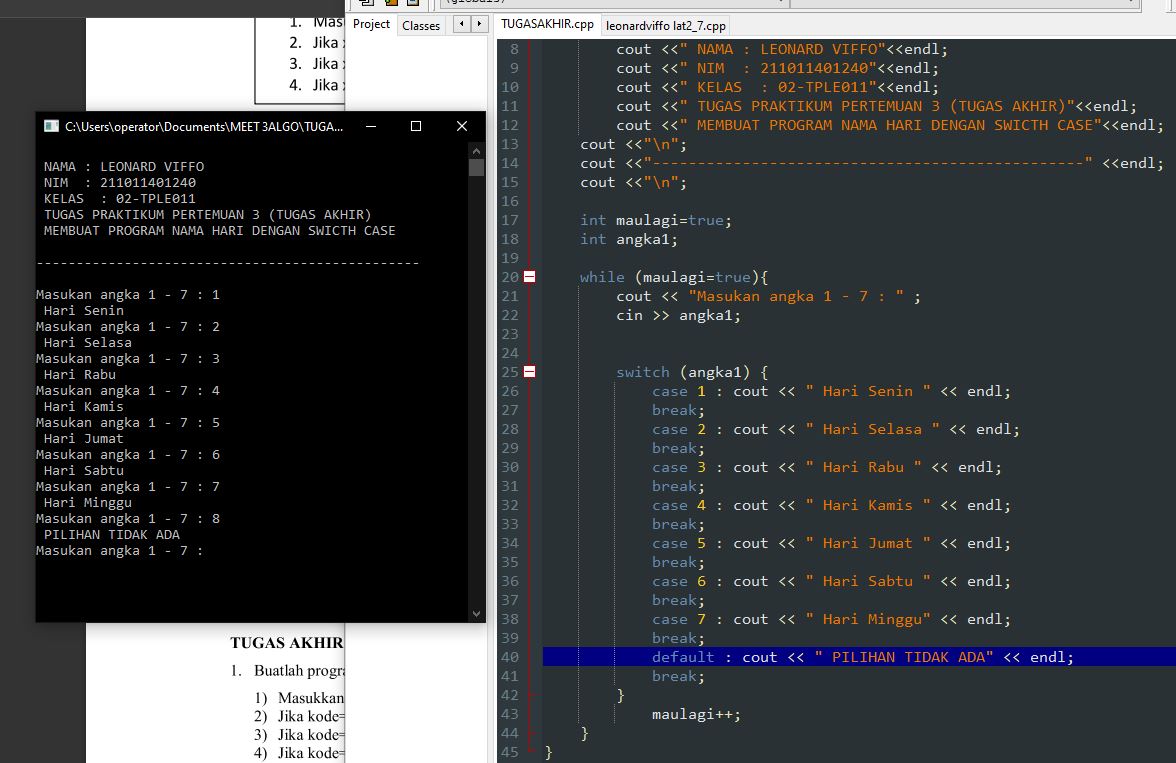 \globals)
Project
Classes
TUGASAKHIR.cpp
leonardviffo lat2_7.cpp
1. Mas
2. Jika
3. Jika
4. Jika
C:\Users\operator\Documents\MEET 3ALGO\TUGA...
NAMA : LEONARD VIFFO
NIM  : 211011401240
KELAS  : 02-TPLE011
TUGAS PRAKTIKUM PERTEMUAN 3 (TUGAS AKHIR)
MEMBUAT PROGRAM NAMA HARI DENGAN SWICTH CASE
------------------------------------------------
Masukan angka 1 - 7 : 1
Hari Senin
Masukan angka 1 - 7 : 2
Hari Selasa
Masukan angka 1 - 7 : 3
Hari Rabu
Masukan angka 1 - 7 : 4
Hari Kamis
Masukan angka 1 - 7 : 5
Hari Jumat
Masukan angka 1 - 7 : 6
Hari Sabtu
Masukan angka 1 - 7 : 7
Hari Minggu
Masukan angka 1 - 7 : 8
PILIHAN TIDAK ADA
Masukan angka 1 - 7 :
TUGAS AKHIR
1. Buatlah progra
1) Masukkan
2) Jika kode=
3) Jika kode=
4) Jika kode=
8 cout <<" NAMA : LEONARD VIFFO"<<endl;
9 cout <<" NIM  : 211011401240"<<endl;
10 cout <<" KELAS  : 02-TPLE011"<<endl;
11 cout <<" TUGAS PRAKTIKUM PERTEMUAN 3 (TUGAS AKHIR)"<<endl;
12 cout <<" MEMBUAT PROGRAM NAMA HARI DENGAN SWICTH CASE"<<endl;
13 cout <<"\n";
14 cout <<"------------------------------------------------" <<endl;
15 cout <<"\n";
16
17 int maulagi=true;
18 int angka1;
19
20 while (maulagi=true){
21 cout << "Masukan angka 1 - 7 : " ;
22 cin >> angka1;
23
24
25 switch (angka1) {
26 case 1 : cout << " Hari Senin " << endl;
27 break;
28 case 2 : cout << " Hari Selasa " << endl;
29 break;
30 case 3 : cout << " Hari Rabu " << endl;
31 break;
32 case 4 : cout << " Hari Kamis " << endl;
33 break;
34 case 5 : cout << " Hari Jumat " << endl;
35 break;
36 case 6 : cout << " Hari Sabtu " << endl;
37 break;
38 case 7 : cout << " Hari Minggu" << endl;
39 break;
40 default : cout << " PILIHAN TIDAK ADA" << endl;
41 break;
42 }
43 maulagi++;
44 }
45 }